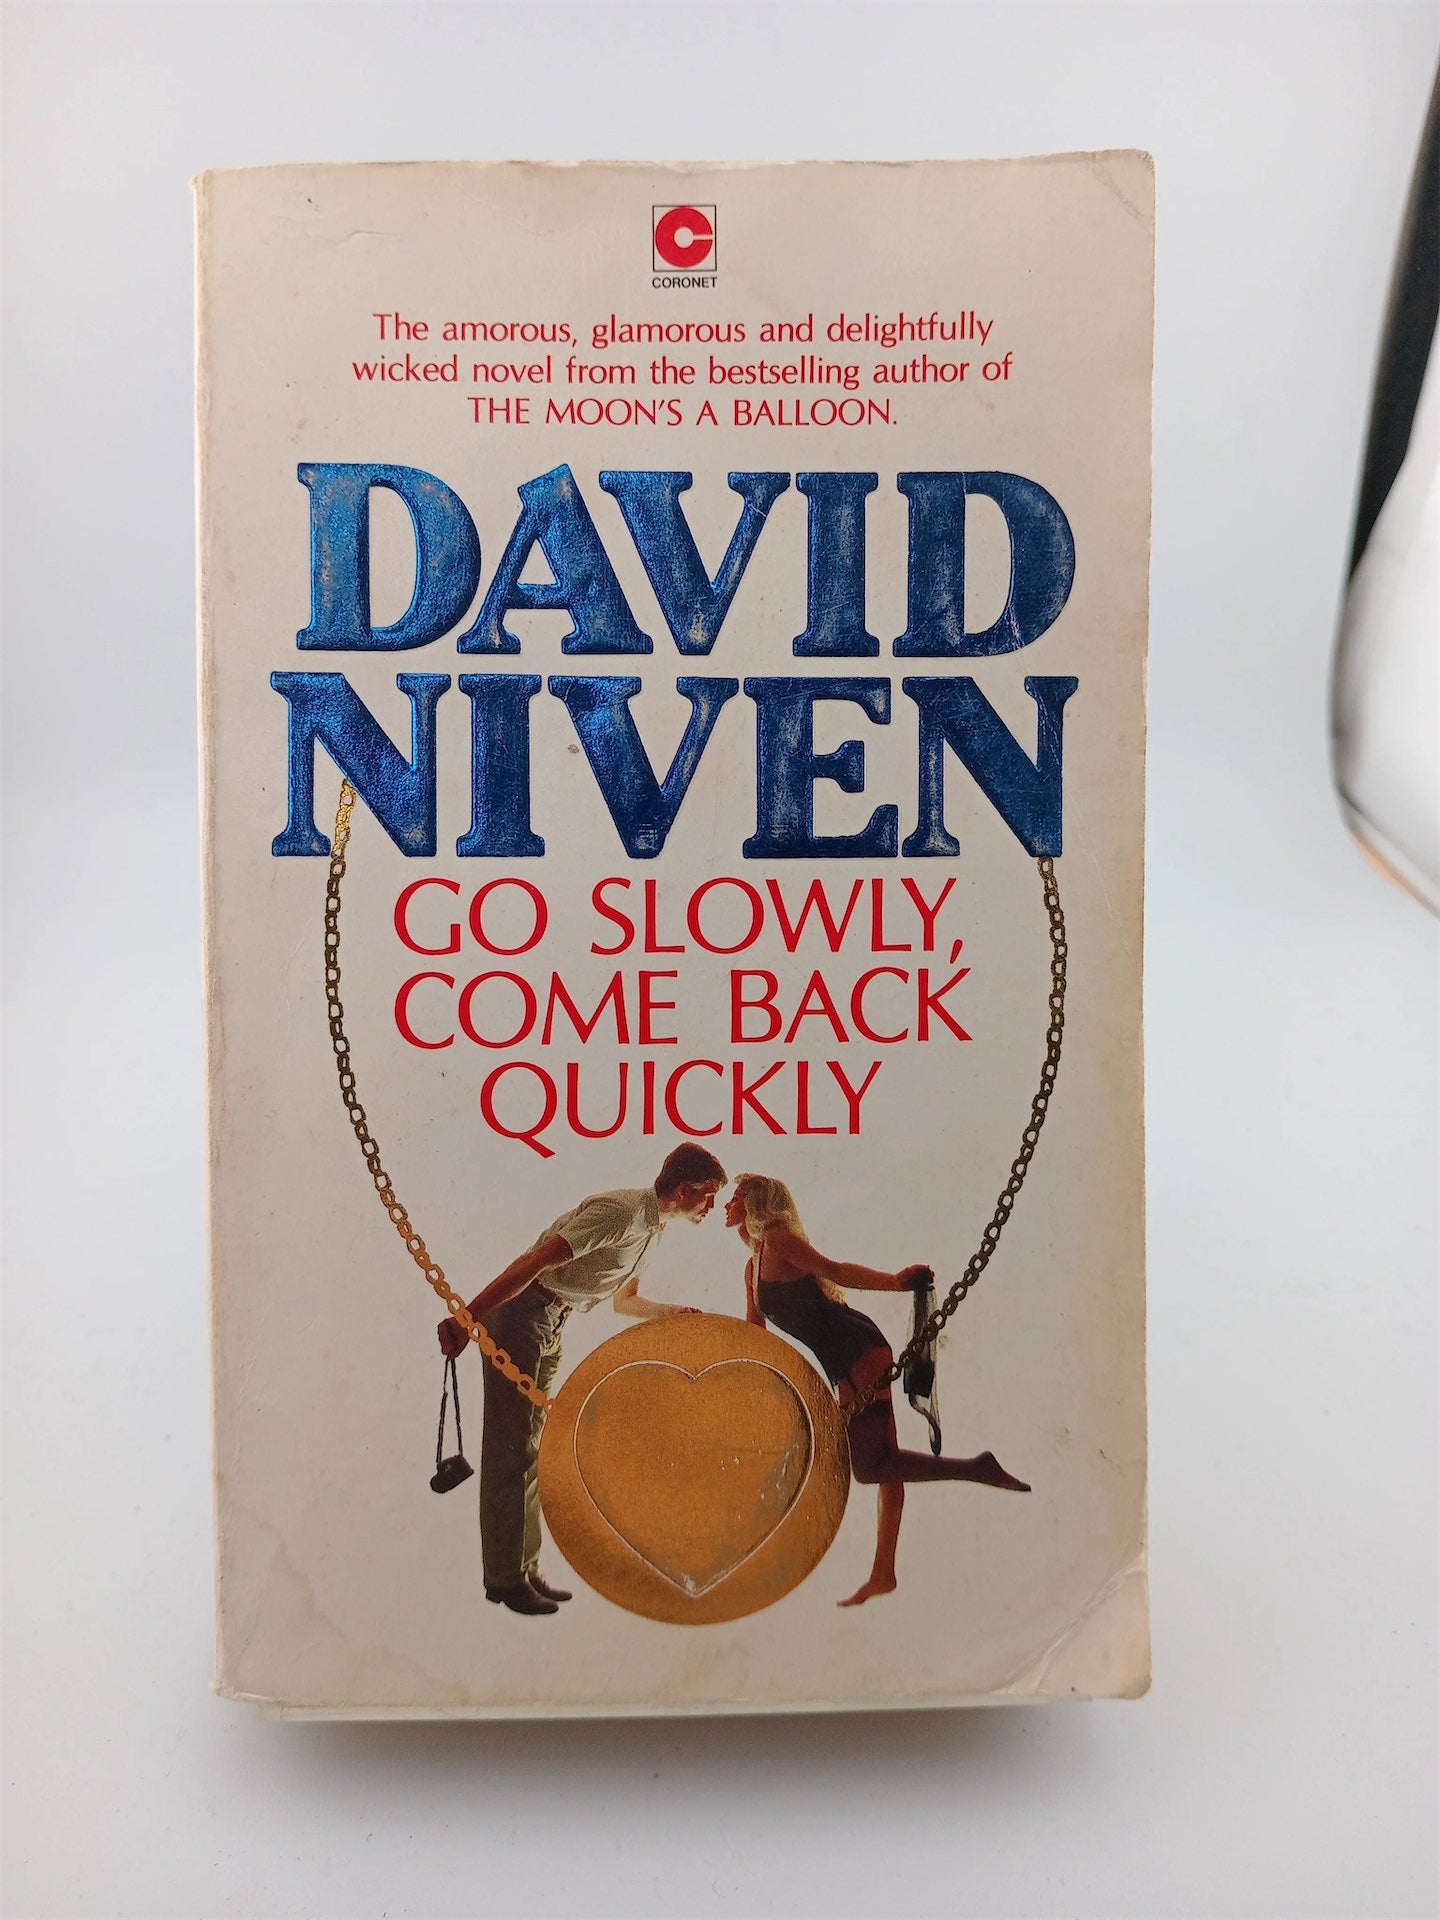 CORONET
The amorous, glamorous and delightfully
wicked novel from the bestselling author of
THE MOON'S A BALLOON.
DAVID
NIVEN
GO SLOWLY,
COME BACK
QUICKLY